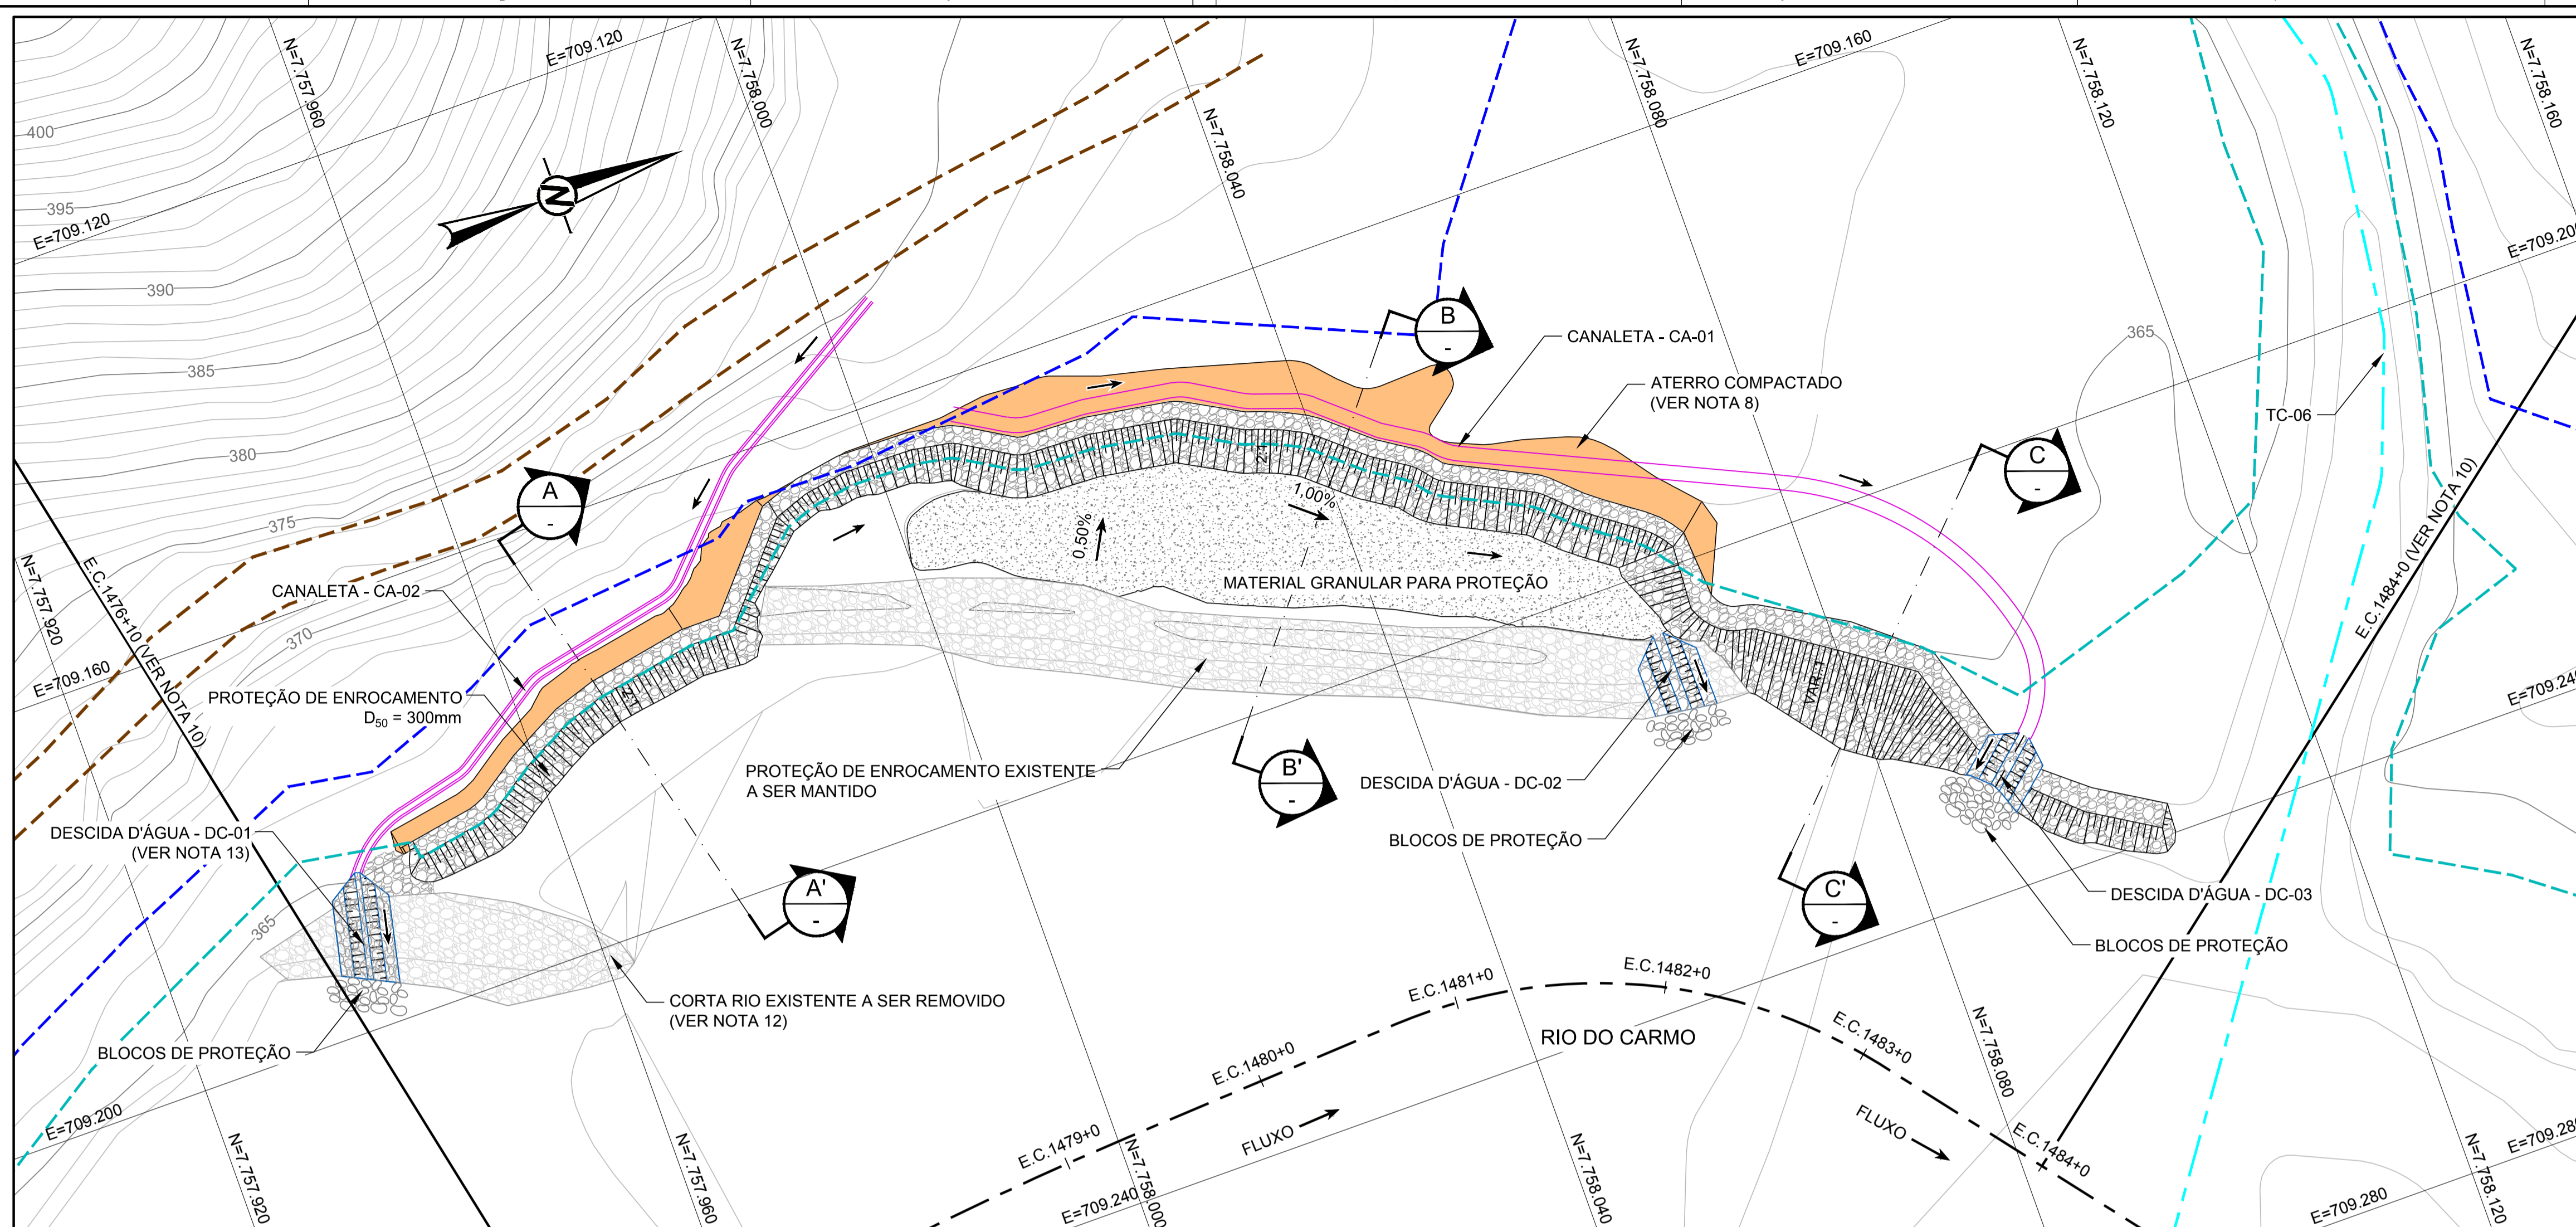 N=7.757.960
E=709.120
N=7.758.000
N=7.758.040
N=7.758.080
E=709.160
N=7.758.120
N=7.758.160
400
395
E=709.120
390
385
380
375
370
N
E=709.200
B
-
CANALETA - CA-01
ATERRO COMPACTADO
(VER NOTA 8)
365
TC-06
A
-
C
-
N=7.757.920
E.C.1476+10 (VER NOTA 10)
E.C.1484+0 (VER NOTA 10)
CANALETA - CA-02
0,50%
1,00%
MATERIAL GRANULAR PARA PROTEÇÃO
E=709.160
PROTEÇÃO DE ENROCAMENTO
D50 = 300mm
VAR:1
PROTEÇÃO DE ENROCAMENTO EXISTENTE
A SER MANTIDO
B'
-
DESCIDA D'ÁGUA - DC-02
BLOCOS DE PROTEÇÃO
DESCIDA D'ÁGUA - DC-01
(VER NOTA 13)
A'
-
C'
-
DESCIDA D'ÁGUA - DC-03
BLOCOS DE PROTEÇÃO
365
CORTA RIO EXISTENTE A SER REMOVIDO
(VER NOTA 12)
BLOCOS DE PROTEÇÃO
E.C.1481+0
E.C.1482+0
RIO DO CARMO
E.C.1483+0
E.C.1480+0
E.C.1479+0
E.C.1484+0
FLUXO
FLUXO
E=709.200
N=7.757.920
N=7.757.960
N=7.758.000
E=709.240
N=7.758.040
N=7.758.080
E=709.280
N=7.758.120